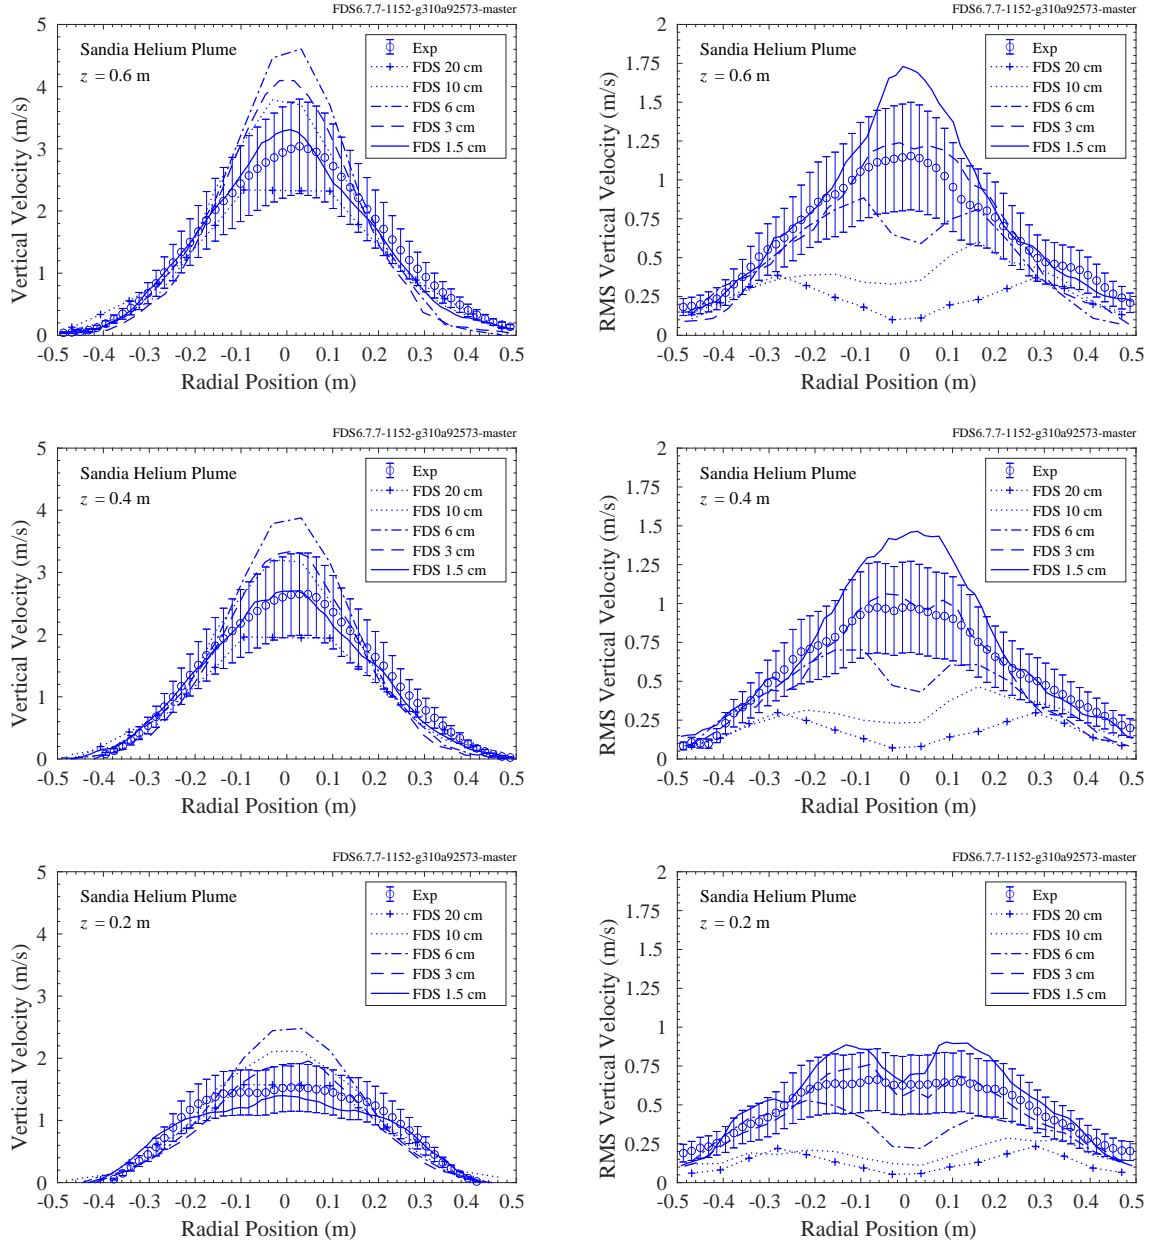 FDS6.7.7-1152-g310a92573-master
Sandia Helium Plume
z = 0.6 m
Exp
FDS 20 cm
FDS 10 cm
FDS 6 cm
FDS 3 cm
FDS 1.5 cm
Vertical Velocity (m/s)
5
4
3
2
1
0
-0.5 -0.4 -0.3 -0.2 -0.1 0 0.1 0.2 0.3 0.4 0.5
Radial Position (m)
FDS6.7.7-1152-g310a92573-master
Sandia Helium Plume
z = 0.6 m
Exp
FDS 20 cm
FDS 10 cm
FDS 6 cm
FDS 3 cm
FDS 1.5 cm
RMS Vertical Velocity (m/s)
2
1.75
1.5
1.25
1
0.75
0.5
0.25
0
-0.5 -0.4 -0.3 -0.2 -0.1 0 0.1 0.2 0.3 0.4 0.5
Radial Position (m)
FDS6.7.7-1152-g310a92573-master
Sandia Helium Plume
z = 0.4 m
Exp
FDS 20 cm
FDS 10 cm
FDS 6 cm
FDS 3 cm
FDS 1.5 cm
Vertical Velocity (m/s)
5
4
3
2
1
0
-0.5 -0.4 -0.3 -0.2 -0.1 0 0.1 0.2 0.3 0.4 0.5
Radial Position (m)
FDS6.7.7-1152-g310a92573-master
Sandia Helium Plume
z = 0.4 m
Exp
FDS 20 cm
FDS 10 cm
FDS 6 cm
FDS 3 cm
FDS 1.5 cm
RMS Vertical Velocity (m/s)
2
1.75
1.5
1.25
1
0.75
0.5
0.25
0
-0.5 -0.4 -0.3 -0.2 -0.1 0 0.1 0.2 0.3 0.4 0.5
Radial Position (m)
FDS6.7.7-1152-g310a92573-master
Sandia Helium Plume
z = 0.2 m
Exp
FDS 20 cm
FDS 10 cm
FDS 6 cm
FDS 3 cm
FDS 1.5 cm
Vertical Velocity (m/s)
5
4
3
2
1
0
-0.5 -0.4 -0.3 -0.2 -0.1 0 0.1 0.2 0.3 0.4 0.5
Radial Position (m)
FDS6.7.7-1152-g310a92573-master
Sandia Helium Plume
z = 0.2 m
Exp
FDS 20 cm
FDS 10 cm
FDS 6 cm
FDS 3 cm
FDS 1.5 cm
RMS Vertical Velocity (m/s)
2
1.75
1.5
1.25
1
0.75
0.5
0.25
0
-0.5 -0.4 -0.3 -0.2 -0.1 0 0.1 0.2 0.3 0.4 0.5
Radial Position (m)